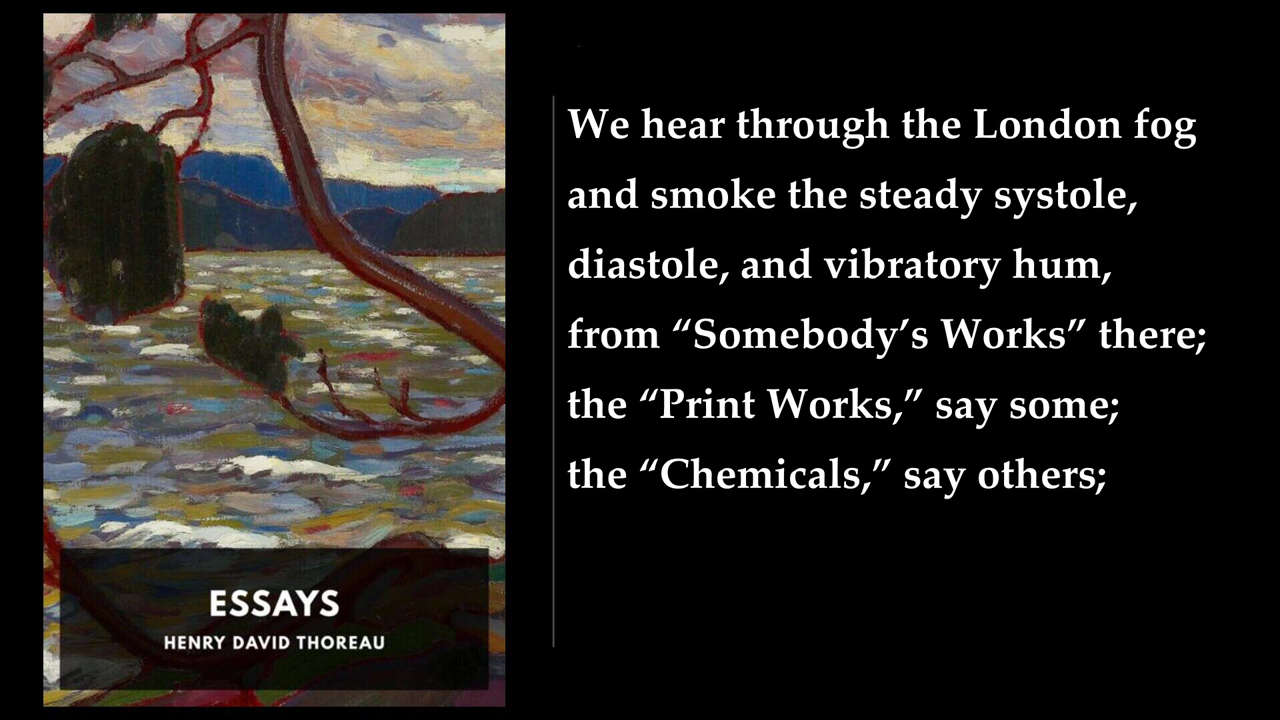 We hear through the London fog
and smoke the steady systole,
diastole, and vibratory hum,
from “Somebody’s Works” there;
the “Print Works,” say some;
the “Chemicals,” say others;
ESSAYS
HENRY DAVID THOREAU